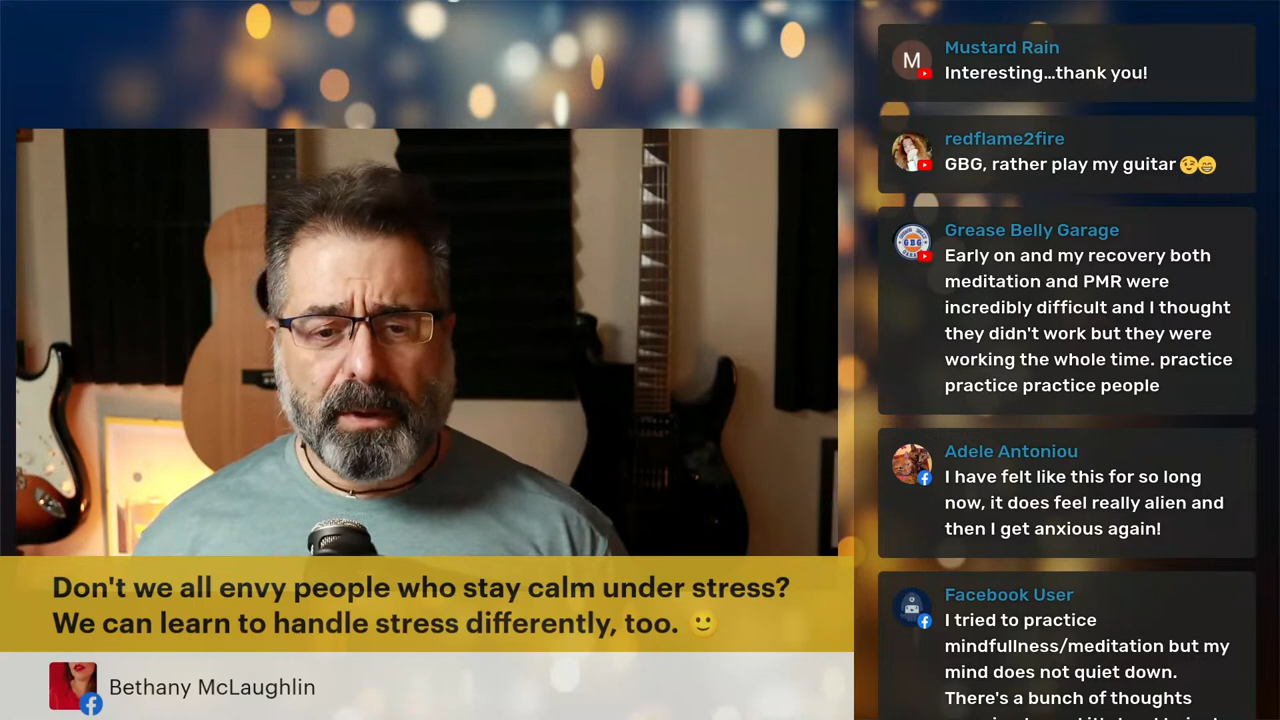 Mustard Rain
Interesting...thank you!
redflame2fire
GBG, rather play my guitar 😉😁
Grease Belly Garage
Early on and my recovery both
meditation and PMR were
incredibly difficult and I thought
they didn't work but they were
working the whole time. practice
practice practice people
Adele Antoniou
I have felt like this for so long
now, it does feel really alien and
then I get anxious again!
Facebook User
I tried to practice
mindfullness/meditation but my
mind does not quiet down.
There's a bunch of thoughts
Don't we all envy people who stay calm under stress?
We can learn to handle stress differently, too. 🙂
Bethany McLaughlin
M
GBG